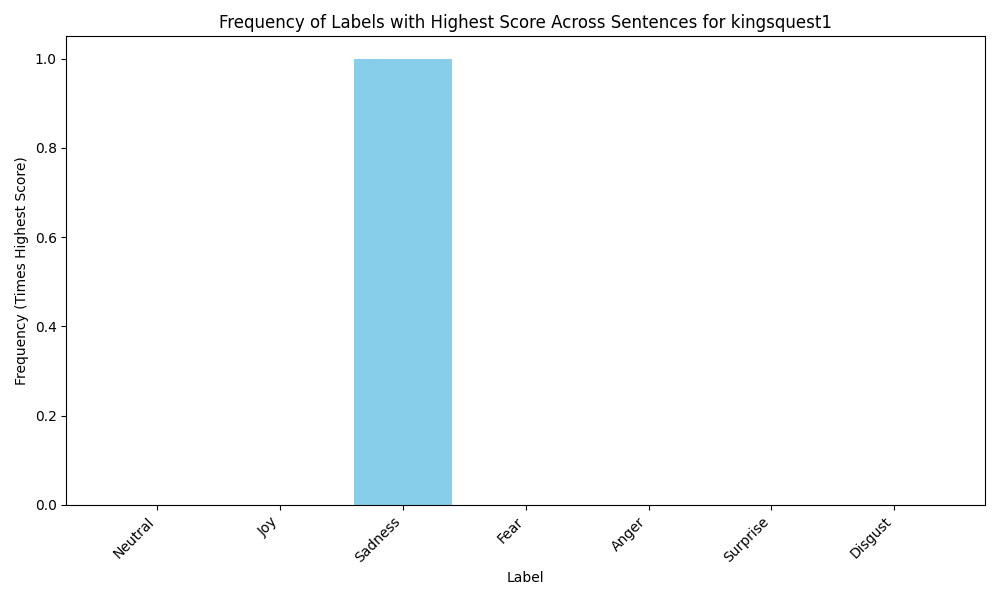 Frequency of Labels with Highest Score Across Sentences for kingsquest1
Frequency (Times Highest Score)
1.0
0.8
0.6
0.4
0.2
0.0
Neutral
Joy
Sadness
Fear
Anger
Surprise
Disgust
Label